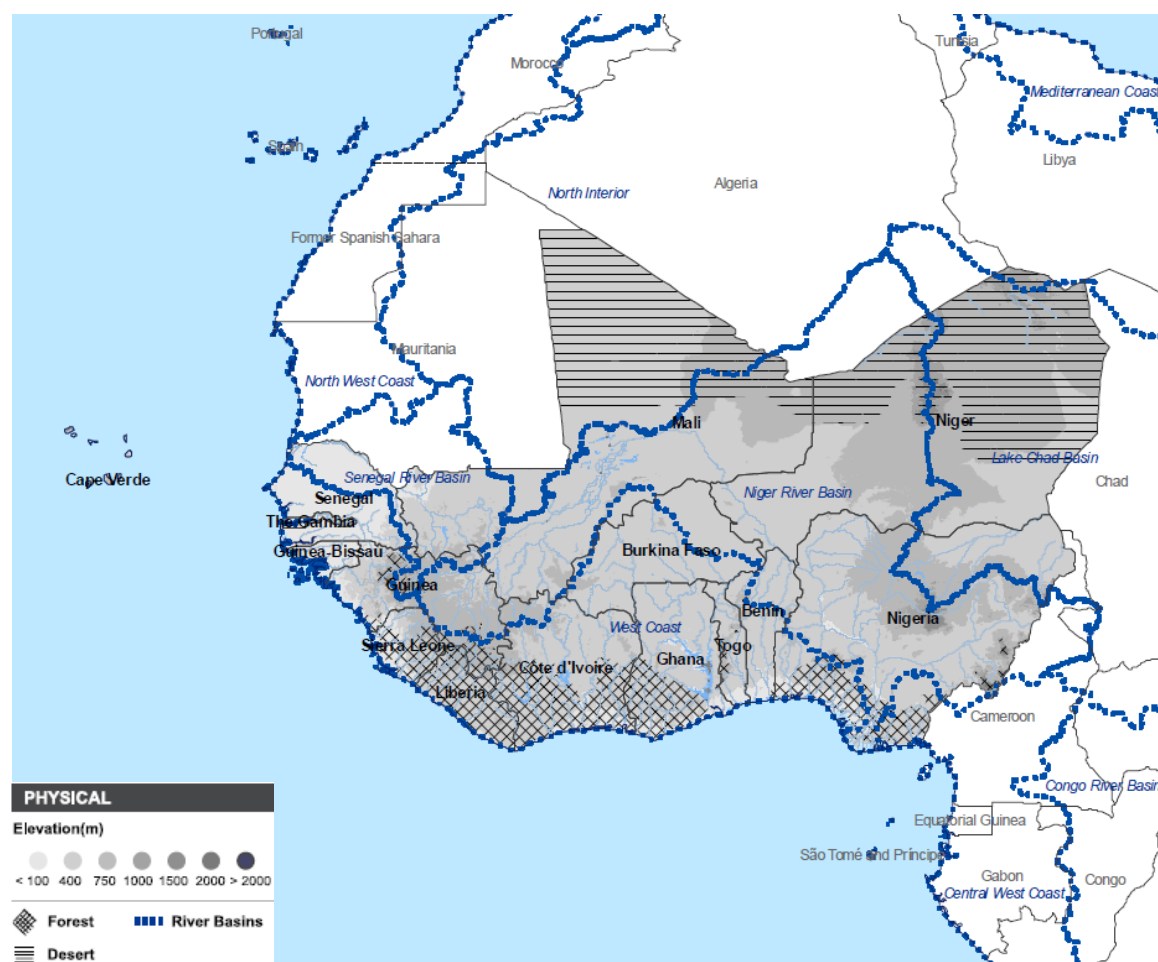 Portugal
Tunisia
Morocco
Mediterranean Coast
Spain
Libya
Algeria
North Interior
Former Spanish Sahara
Mauritania
North West Coast
Mali
Niger
Lake Chad Basin
Senegal River Basin
Cape Verde
Chad
Niger River Basin
Senegal
The Gambia
Guinea-Bissau
Burkina Faso
Guinea
Benin
Nigeria
West Coast
Sierra Leone
Togo
Ghana
Côte d'Ivoire
Liberia
Cameroon
Congo River Basin
Equatorial Guinea
São Tomé and Príncipe
Gabon
Congo
Central West Coast
PHYSICAL
Elevation(m)
< 100 400 750 1000 1500 2000 > 2000
Forest River Basins
Desert